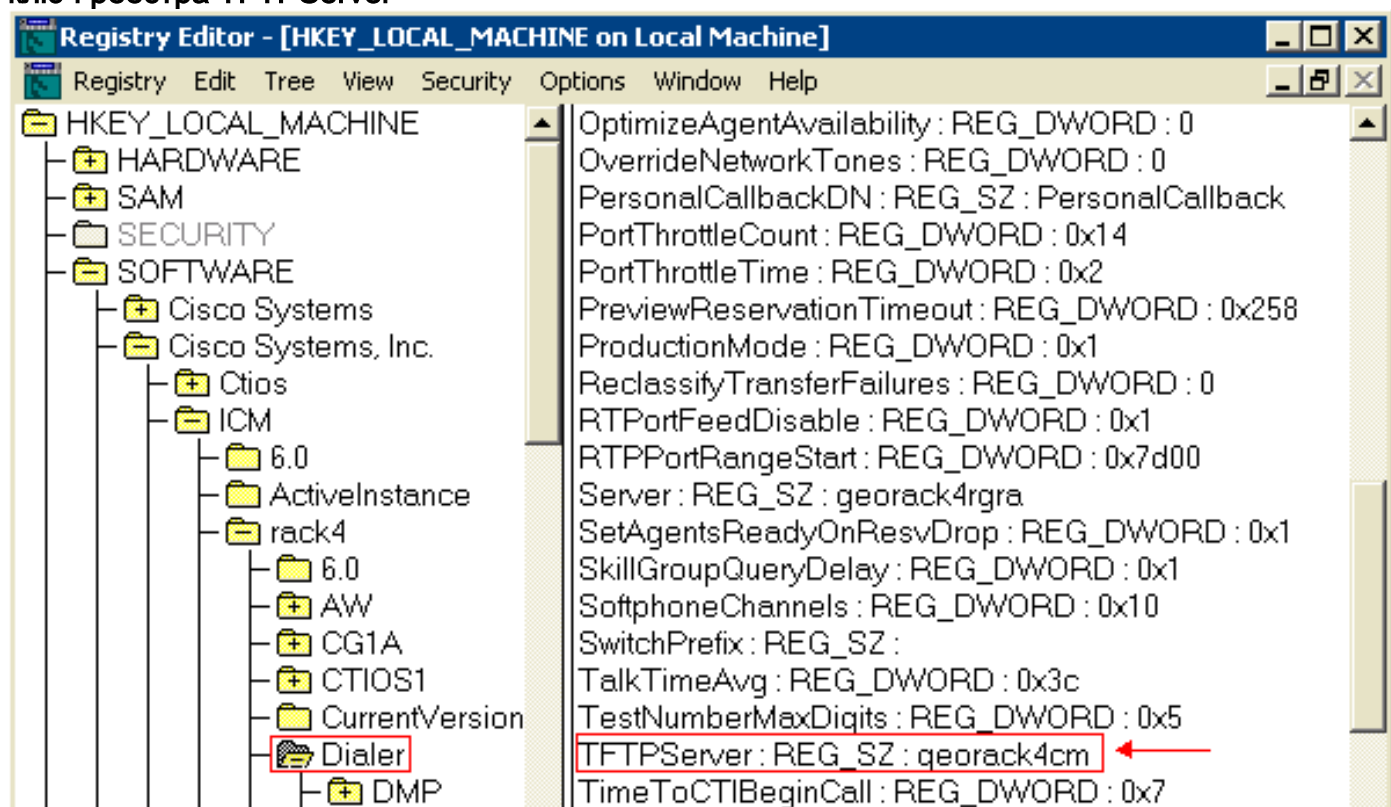 реестра Server
Registry Editor - [HKEY_LOCAL_MACHINE on Local Machine]
Registry Edit Tree View Security Options Window Help
HKEY_LOCAL_MACHINE
HARDWARE
SAM
SECURITY
SOFTWARE
Cisco Systems
Cisco Systems, Inc.
Ctios
ICM
6.0
ActiveInstance
rack4
6.0
AW
CG1A
CTIOS1
CurrentVersion
Dialer
DMP
OptimizeAgentAvailability : REG_DWORD : 0
OverrideNetworkTones : REG_DWORD : 0
PersonalCallbackDN : REG_SZ : PersonalCallback
PortThrottleCount : REG_DWORD : 0x14
PortThrottleTime : REG_DWORD : 0x2
PreviewReservationTimeout : REG_DWORD : 0x258
ProductionMode : REG_DWORD : 0x1
ReclassifyTransferFailures : REG_DWORD : 0
RTPortFeedDisable : REG_DWORD : 0x1
RTPPortRangeStart : REG_DWORD : 0x7d00
Server : REG_SZ : georack4rgra
SetAgentsReadyOnResvDrop : REG_DWORD : 0x1
SkillGroupQueryDelay : REG_DWORD : 0x1
SoftphoneChannels : REG_DWORD : 0x10
SwitchPrefix : REG_SZ :
TalkTimeAvg : REG_DWORD : 0x3c
TestNumberMaxDigits : REG_DWORD : 0x5
TFTPServer : REG_SZ : georack4cm
TimeToCTIBeginCall : REG_DWORD : 0x7